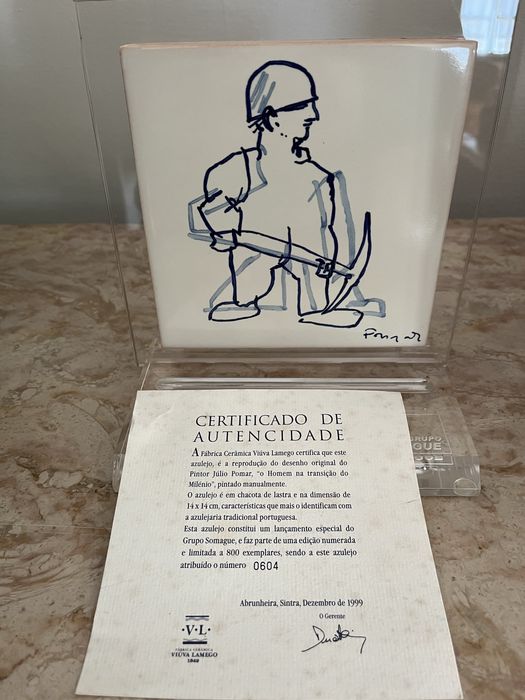 Pomar
GRUPO
GUE
CERTIFICADO DE
AUTENCIDADE
A Fábrica Cerâmica Viúva Lamego certifica que este
azulejo, é a reprodução do desenho original do
Pintor Júlio Pomar, “o Homem na transição do
Milénio”, pintado manualmente.
O azulejo é em chacota de lastra e na dimensão de
14 x 14 cm, características que mais o identificam com
a azulejaria tradicional portuguesa.
Esta azulejo constitui um lançamento especial do
Grupo Somague, e faz parte de uma edição numerada
e limitada a 800 exemplares, sendo a este azulejo
atribuído o número 0604
Abrunheira, Sintra, Dezembro de 1999
O Gerente
·V·L·
FÁBRICA CERÂMICA
VIÚVA LAMEGO
1849